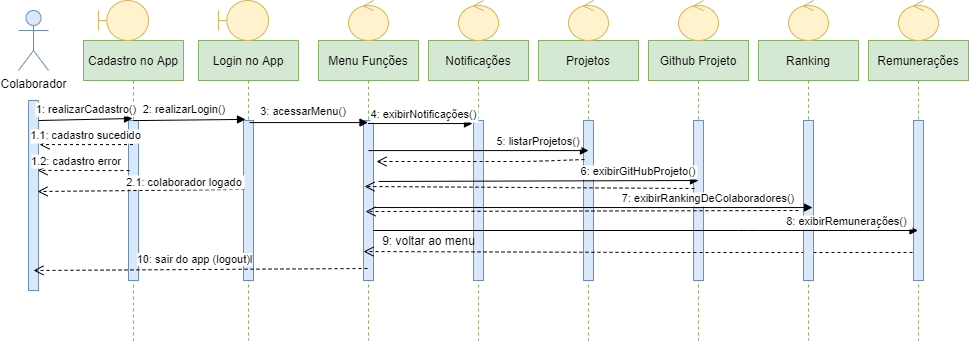 Colaborador
Cadastro no App
Login no App
Menu Funções
Notificações
Projetos
Github Projeto
Ranking
Remunerações
1: realizarCadastro()
2: realizarLogin()
3: acessarMenu()
4: exibirNotificações()
1.1: cadastro sucedido
5: listarProjetos()
1.2: cadastro error
6: exibirGitHubProjeto()
2.1: colaborador logado
7: exibirRankingDeColaboradores()
8: exibirRemunerações()
9: voltar ao menu
10: sair do app (logout)l